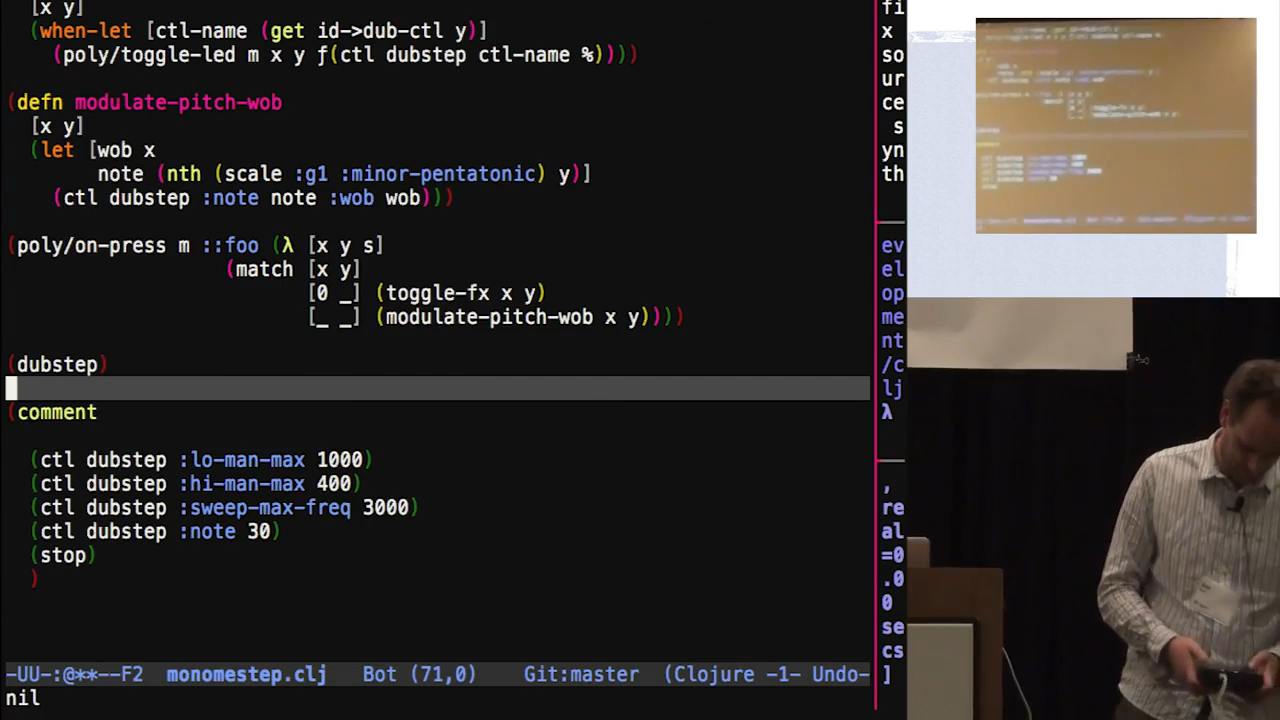 [x y]
(when-let [ctl-name (get id->dub-ctl y)]
(poly/toggle-led m x y ƒ(ctl dubstep ctl-name %))))
(defn modulate-pitch-wob
[x y]
(let [wob x
note (nth (scale :g1 :minor-pentatonic) y)]
(ctl dubstep :note note :wob wob)))
(poly/on-press m ::foo (λ [x y s]
(match [x y]
[0 _] (toggle-fx x y)
[_ _] (modulate-pitch-wob x y))))
(dubstep)
(comment
(ctl dubstep :lo-man-max 1000)
(ctl dubstep :hi-man-max 400)
(ctl dubstep :sweep-max-freq 3000)
(ctl dubstep :note 30)
(stop)
)
-UU-:@**--F2 monomestep.clj Bot (71,0) Git:master (Clojure -1- Undo-
nil
fi
x
so
ur
ce
s
yn
th
ev
el
op
me
nt
/c
lj
λ
,
re
al
=0
.0
0
se
cs
]